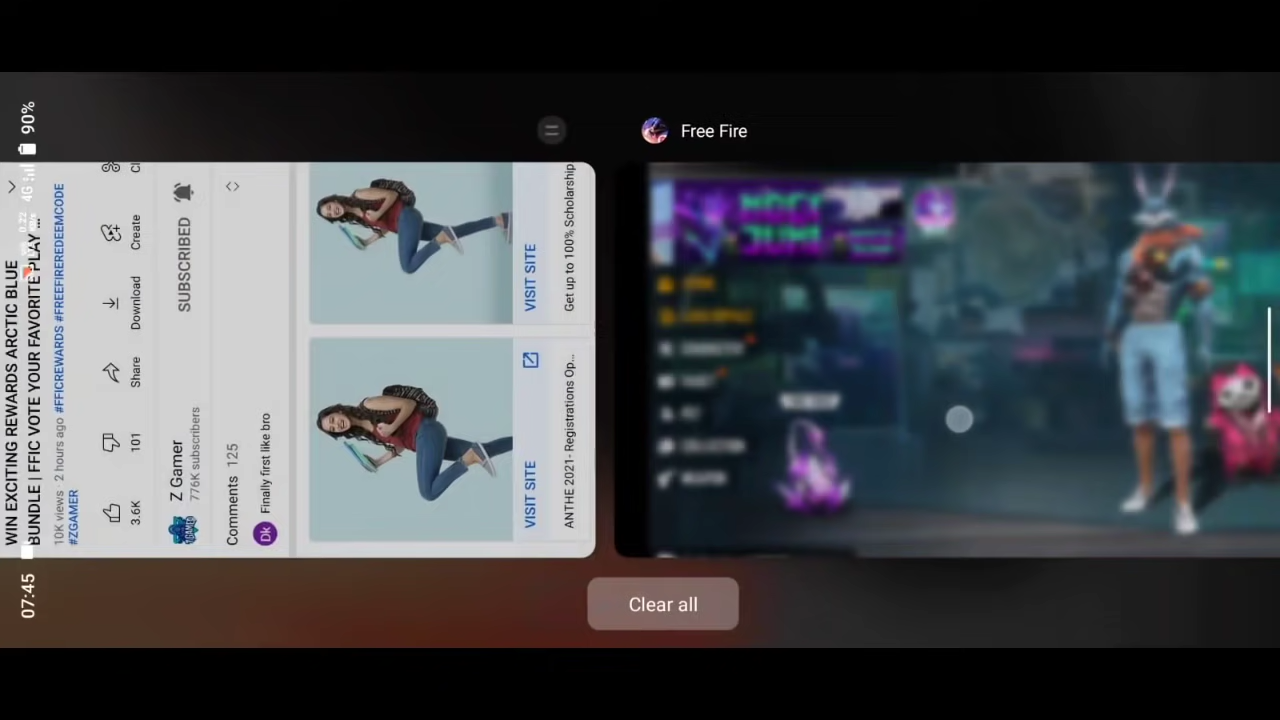 07:45
4G
90%
WIN EXCITING REWARDS ARCTIC BLUE
BUNDLE | FFIC VOTE YOUR FAVORITE PLAY
10K views · 2 hours ago #FFICREWARDS #FREEFIREREDEEMCODE
#ZGAMER
3.6K
101
Share
Download
Create
Z Gamer
776K subscribers
SUBSCRIBED
Comments 125
Dk
Finally first like bro
VISIT SITE
ANTHE 2021- Registrations Op...
VISIT SITE
Get up to 100% Scholarship
Free Fire
Clear all